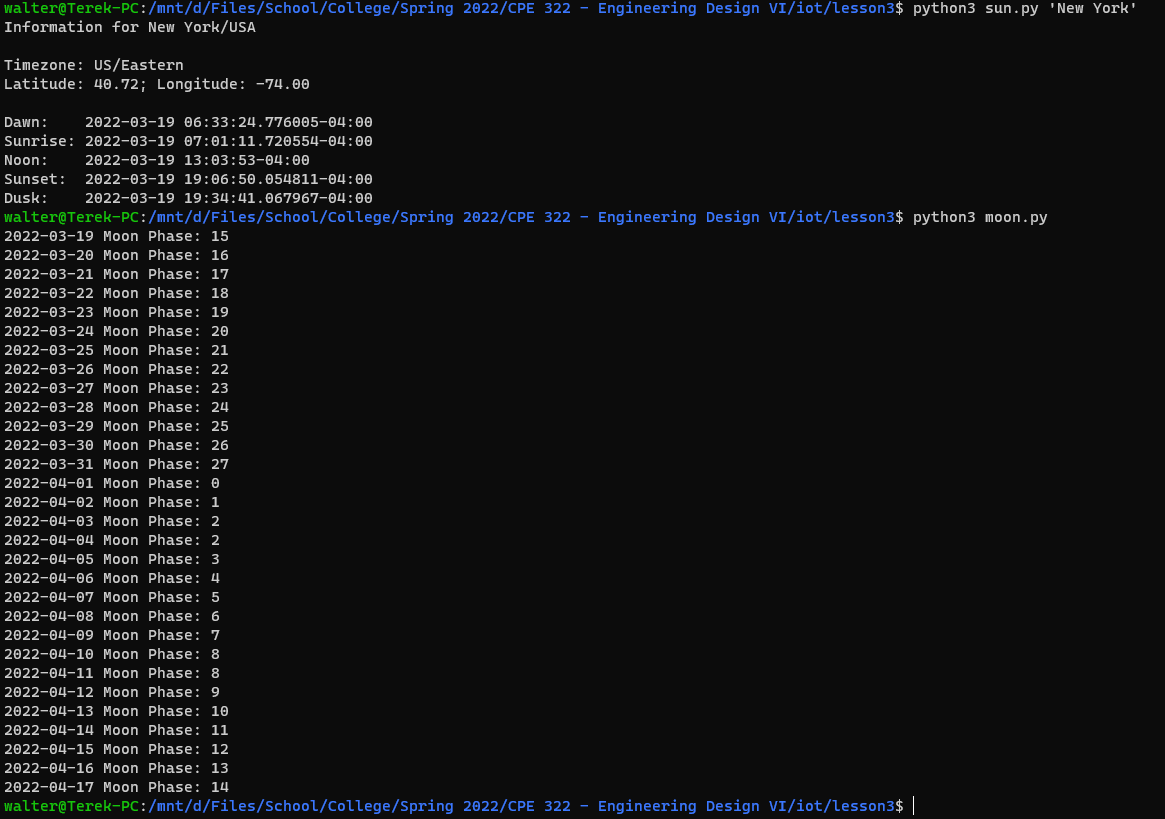 walter@Terek-PC:/mnt/d/Files/School/College/Spring 2022/CPE 322 - Engineering Design VI/iot/lesson3$ python3 sun.py 'New York'
Information for New York/USA
Timezone: US/Eastern
Latitude: 40.72; Longitude: -74.00
Dawn:    2022-03-19 06:33:24.776005-04:00
Sunrise: 2022-03-19 07:01:11.720554-04:00
Noon:    2022-03-19 13:03:53-04:00
Sunset:  2022-03-19 19:06:50.054811-04:00
Dusk:    2022-03-19 19:34:41.067967-04:00
walter@Terek-PC:/mnt/d/Files/School/College/Spring 2022/CPE 322 - Engineering Design VI/iot/lesson3$ python3 moon.py
2022-03-19 Moon Phase: 15
2022-03-20 Moon Phase: 16
2022-03-21 Moon Phase: 17
2022-03-22 Moon Phase: 18
2022-03-23 Moon Phase: 19
2022-03-24 Moon Phase: 20
2022-03-25 Moon Phase: 21
2022-03-26 Moon Phase: 22
2022-03-27 Moon Phase: 23
2022-03-28 Moon Phase: 24
2022-03-29 Moon Phase: 25
2022-03-30 Moon Phase: 26
2022-03-31 Moon Phase: 27
2022-04-01 Moon Phase: 0
2022-04-02 Moon Phase: 1
2022-04-03 Moon Phase: 2
2022-04-04 Moon Phase: 2
2022-04-05 Moon Phase: 3
2022-04-06 Moon Phase: 4
2022-04-07 Moon Phase: 5
2022-04-08 Moon Phase: 6
2022-04-09 Moon Phase: 7
2022-04-10 Moon Phase: 8
2022-04-11 Moon Phase: 8
2022-04-12 Moon Phase: 9
2022-04-13 Moon Phase: 10
2022-04-14 Moon Phase: 11
2022-04-15 Moon Phase: 12
2022-04-16 Moon Phase: 13
2022-04-17 Moon Phase: 14
walter@Terek-PC:/mnt/d/Files/School/College/Spring 2022/CPE 322 - Engineering Design VI/iot/lesson3$